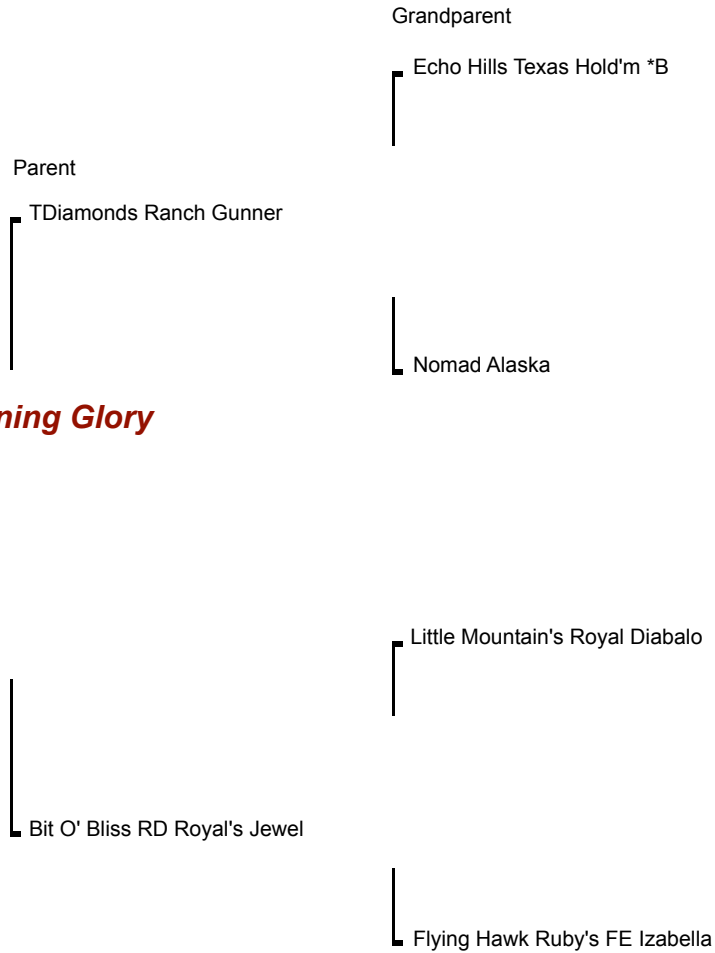 Grandparent
Echo Hills Texas Hold'm *B
Parent
TDiamonds Ranch Gunner
Nomad Alaska
ning Glory
Little Mountain's Royal Diabalo
Bit O' Bliss RD Royal's Jewel
Flying Hawk Ruby's FE Izabella